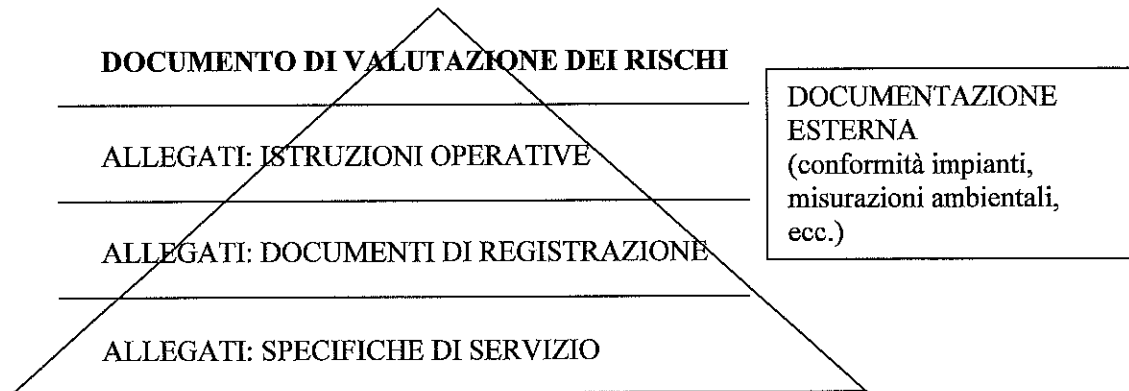 DOCUMENTO DI VALUTAZIONE DEI RISCHI
ALLEGATI: ISTRUZIONI OPERATIVE
ALLEGATI: DOCUMENTI DI REGISTRAZIONE
ALLEGATI: SPECIFICHE DI SERVIZIO
DOCUMENTAZIONE
ESTERNA
(conformità impianti,
misurazioni ambientali,
ecc.)